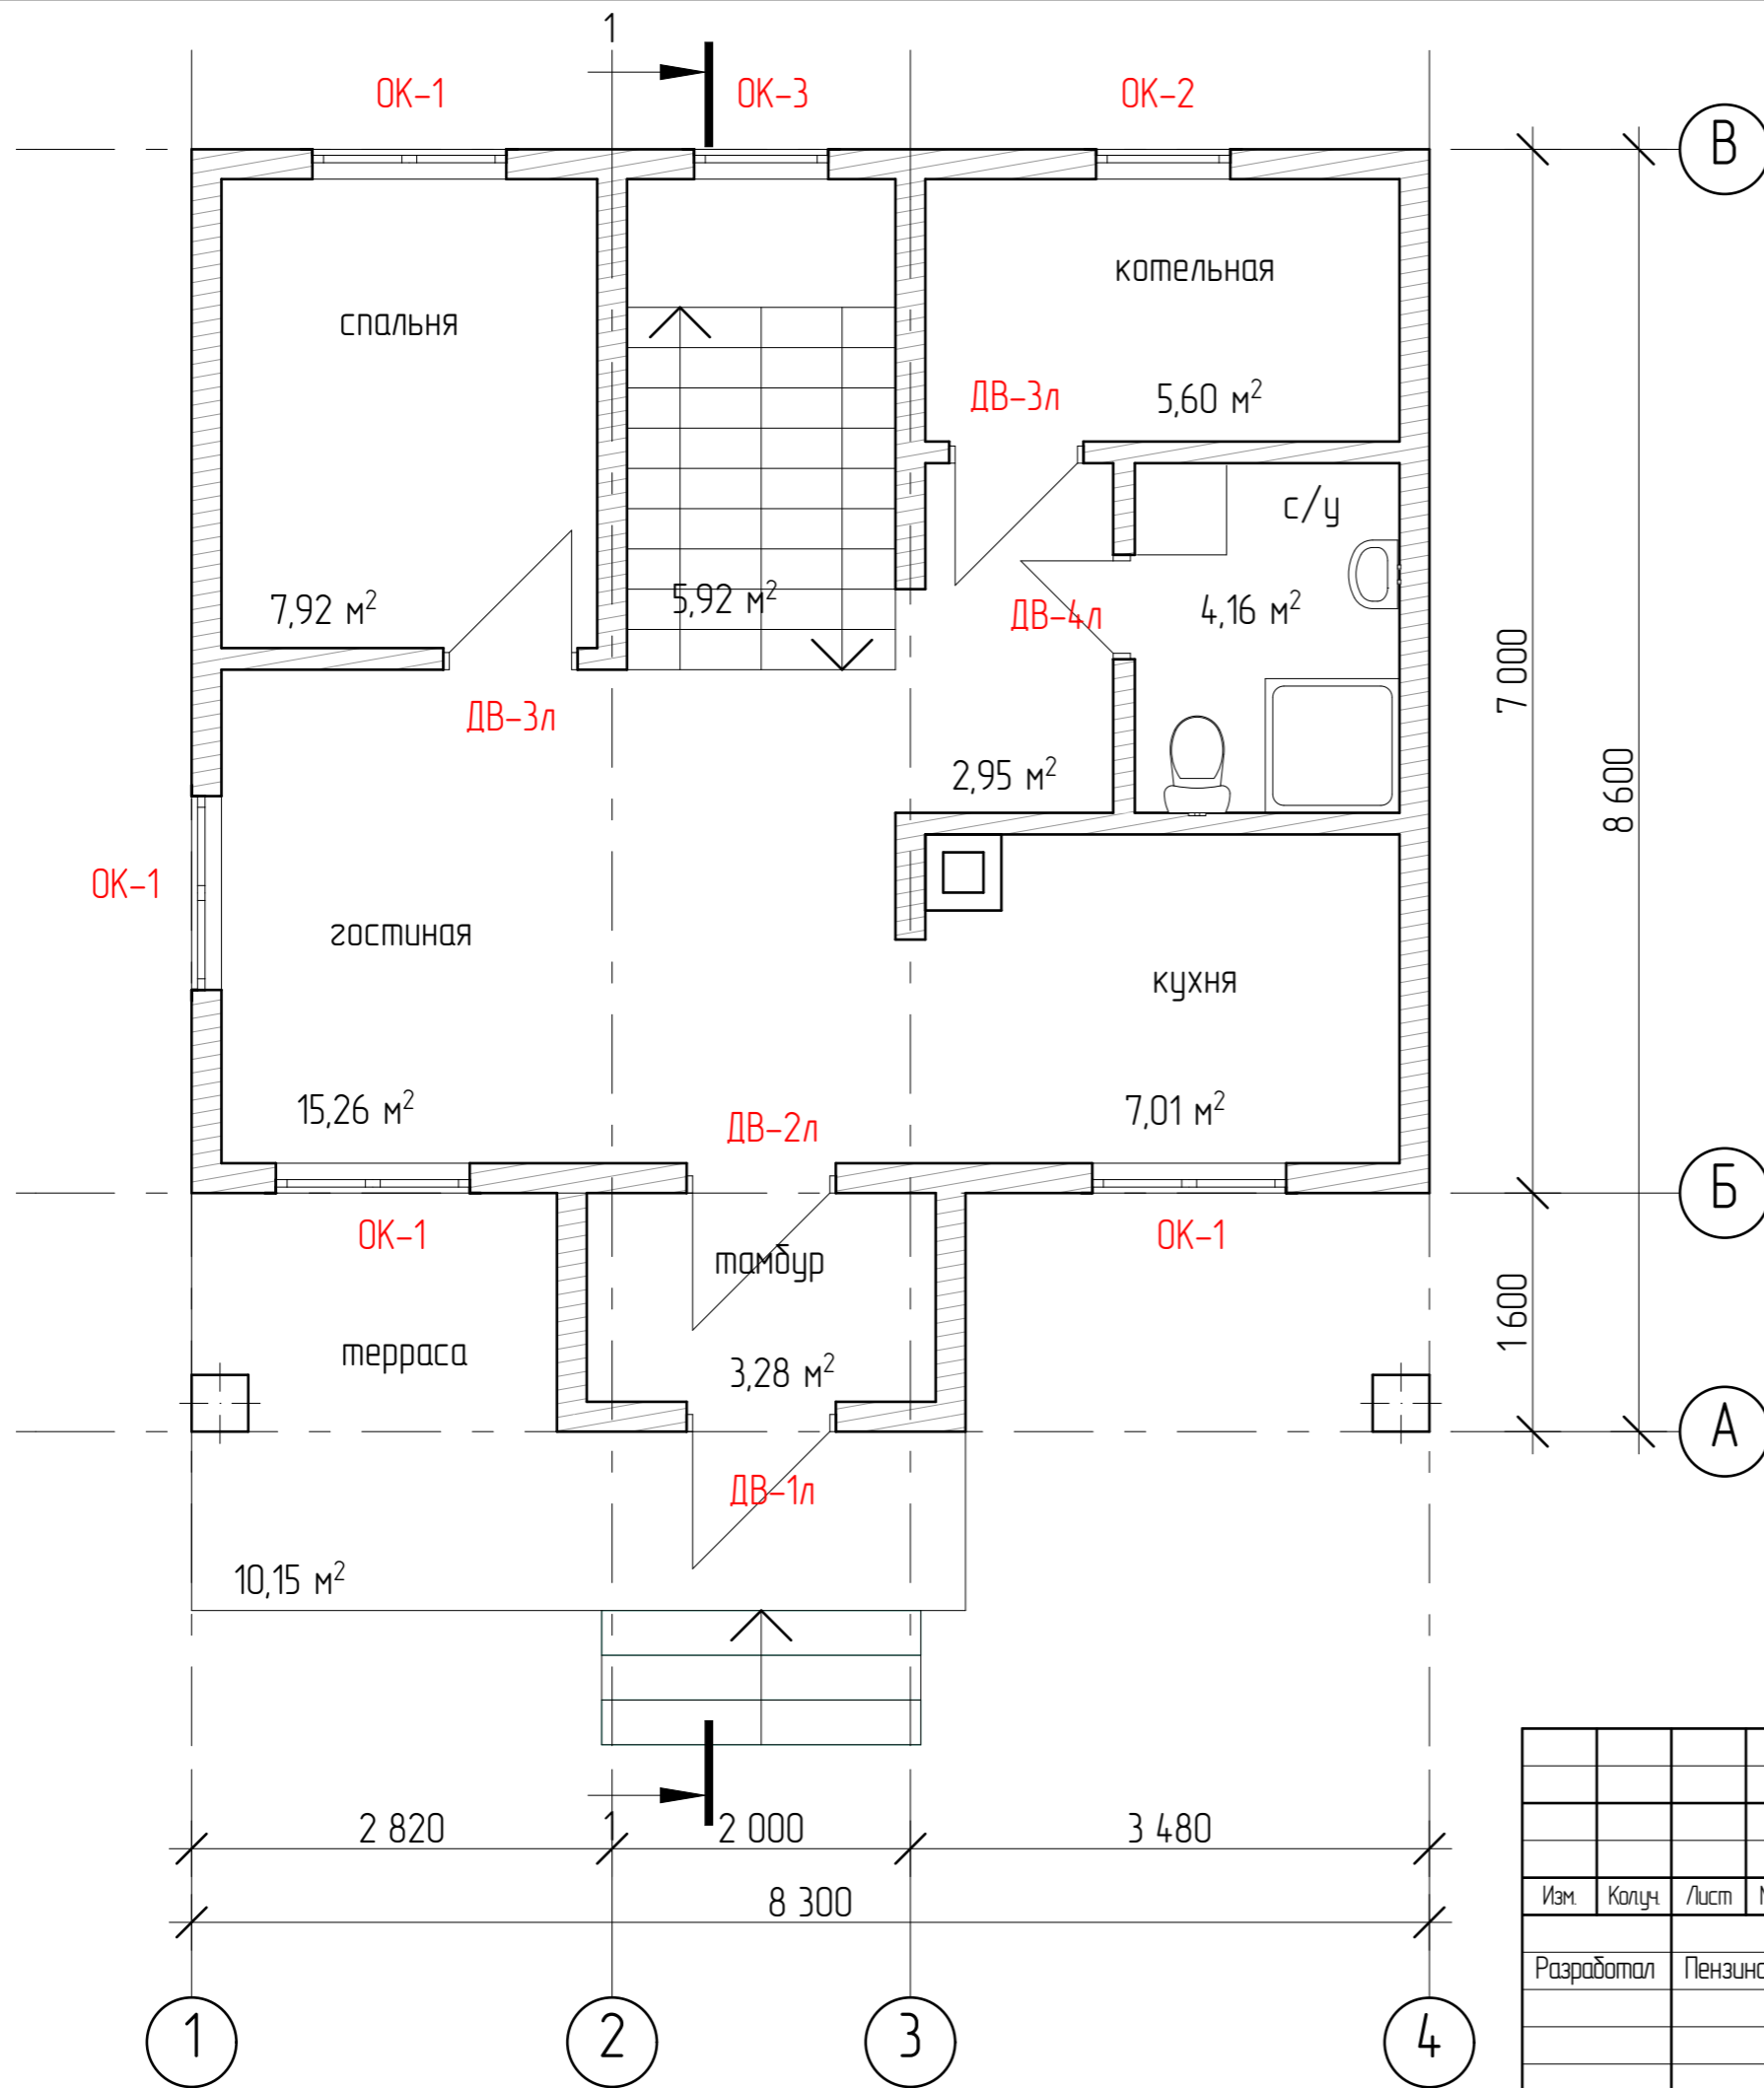 1
ОК-1
ОК-3
ОК-2
В
котельная
спальня
ДВ-3л
5,60 м²
с/у
7,92 м²
5,92 м²
ДВ-4л
4,16 м²
7 000
ДВ-3л
2,95 м²
8 600
ОК-1
гостиная
кухня
15,26 м²
ДВ-2л
7,01 м²
Б
ОК-1
ОК-1
тамбур
1 600
терраса
3,28 м²
А
ДВ-1л
10,15 м²
2 820
1
2 000
3 480
8 300
Изм.
Кол.уч.
Лист
Разработал
1
2
3
4